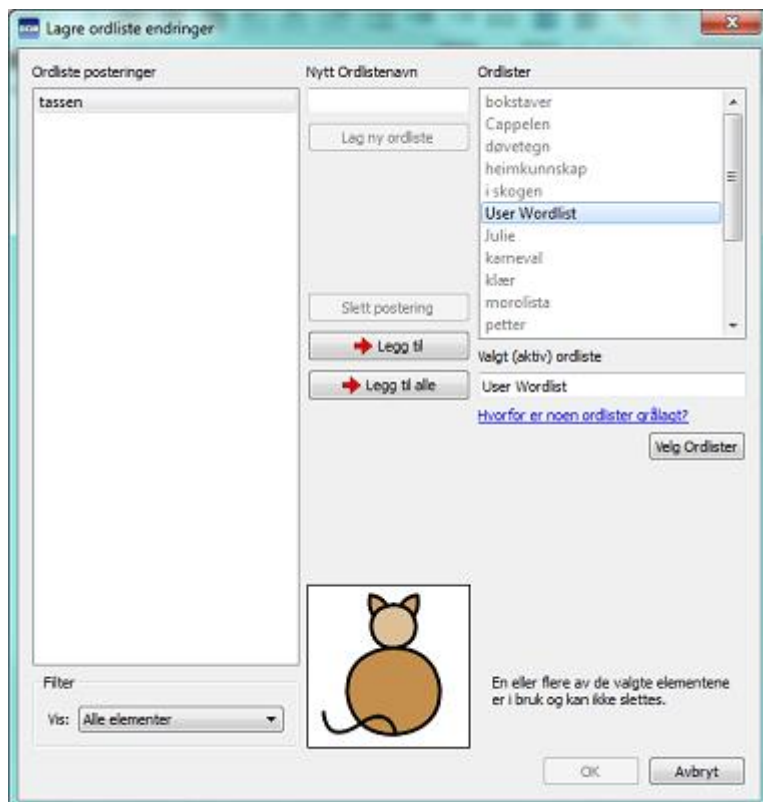 Lagre ordliste endringer
Ordliste posteringer
tassen
Nytt Ordlistenavn
Lag ny ordliste
Slett postering
Legg til
Legg til alle
Ordlister
bokstaver
Cappelen
døvetegn
heimkunnskap
i skogen
User Wordlist
Julie
karneval
klær
morolista
petter
Valgt (aktiv) ordliste
User Wordlist
Hvorfor er noen ordlister grålagt?
Velg Ordlister
Filter
Vis: Alle elementer
En eller flere av de valgte elementene
er i bruk og kan ikke slettes.
OK
Avbryt